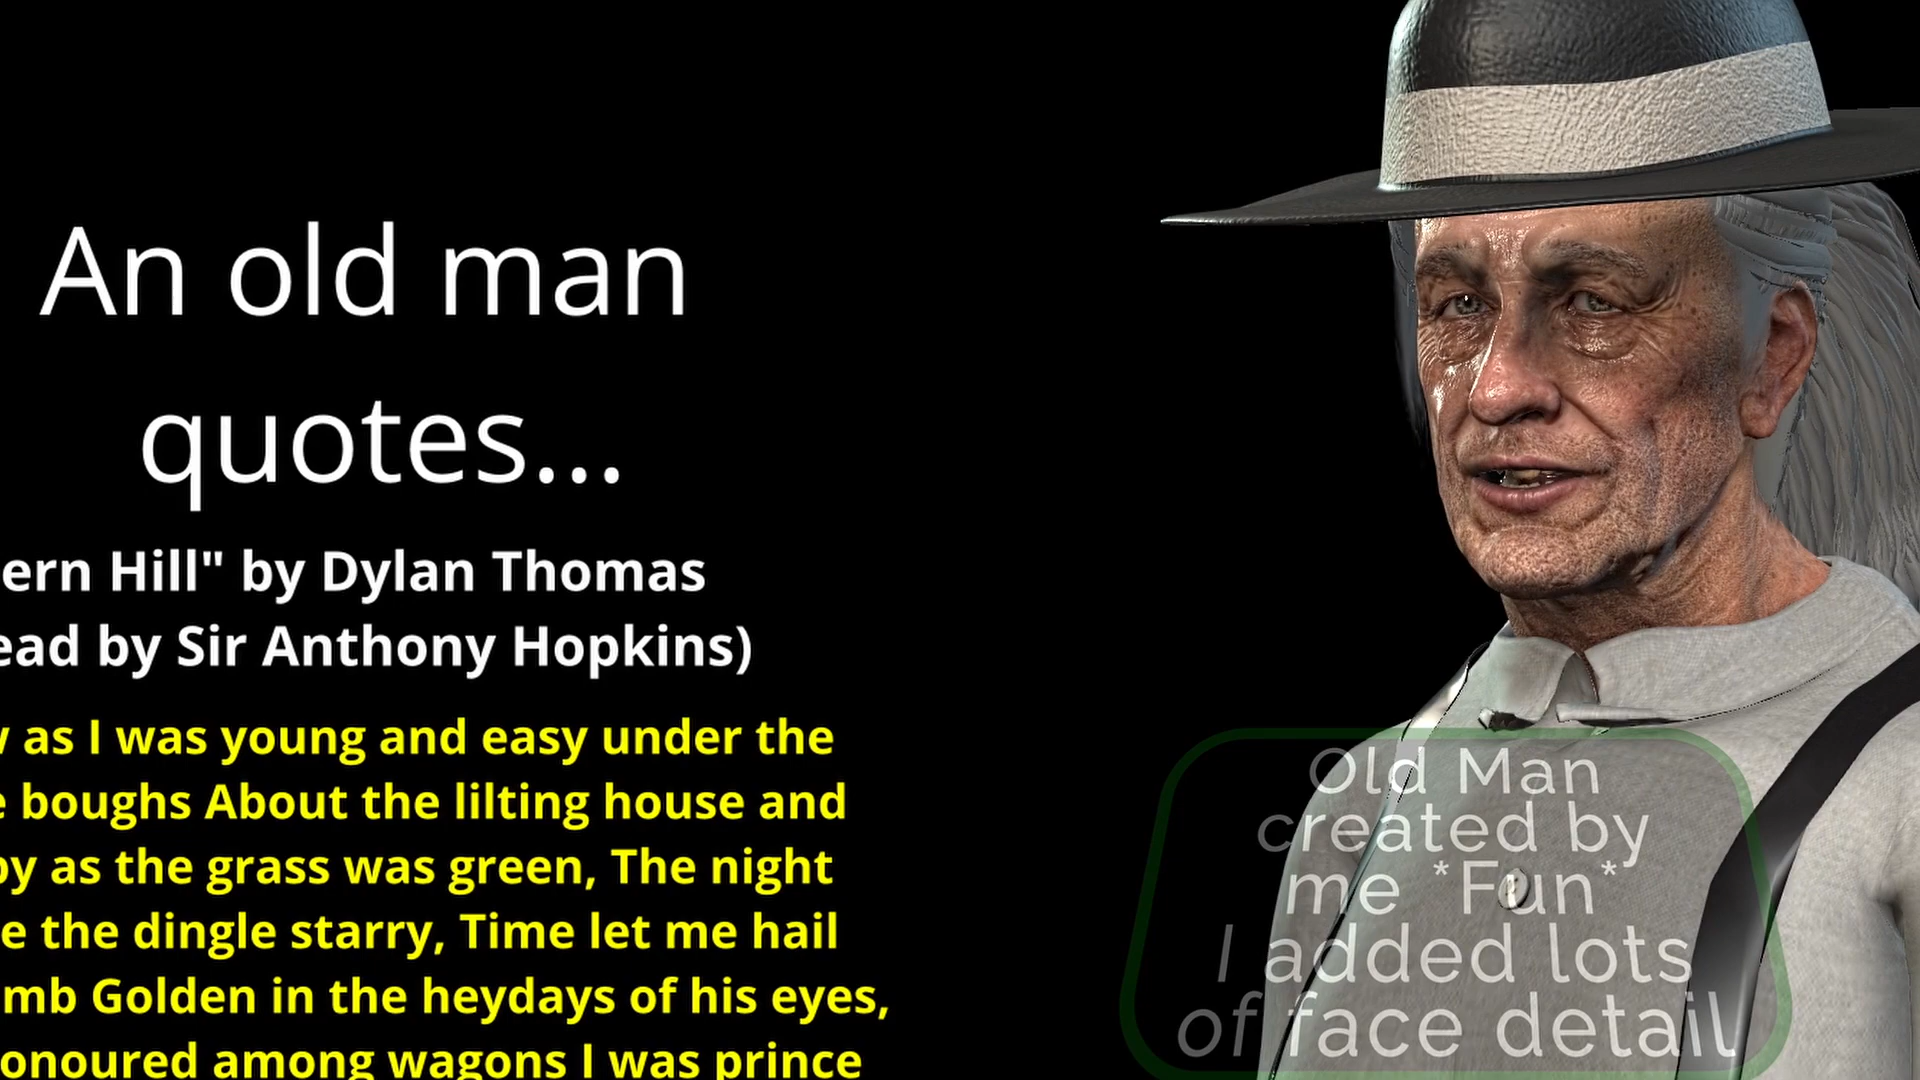 An old man
quotes...
ern Hill" by Dylan Thomas
ead by Sir Anthony Hopkins)
as I was young and easy under the
boughs About the lilting house and
py as the grass was green, The night
e the dingle starry, Time let me hail
mb Golden in the heydays of his eyes,
onoured among wagons I was prince
Old Man
created by
me *Fun*
I added lots
of face detail